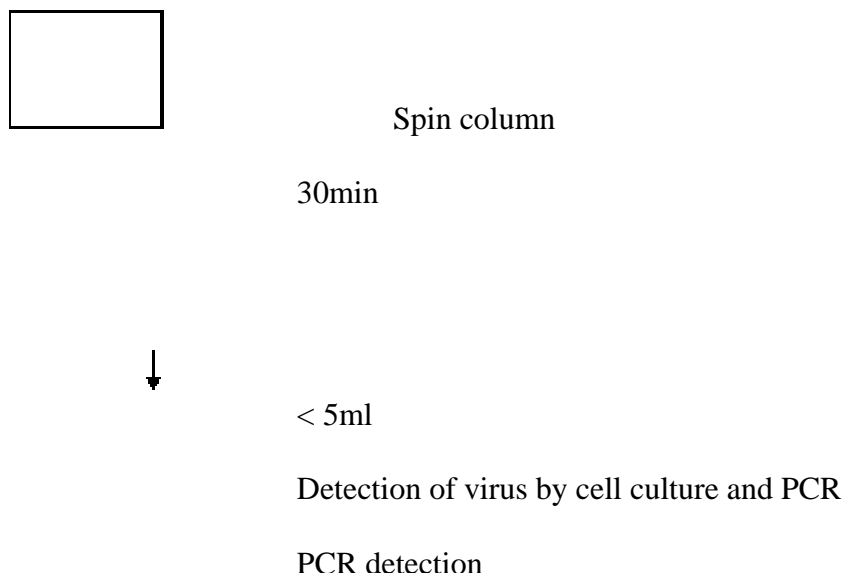 Spin column
30min
< 5ml
Detection of virus by cell culture and PCR
PCR detection